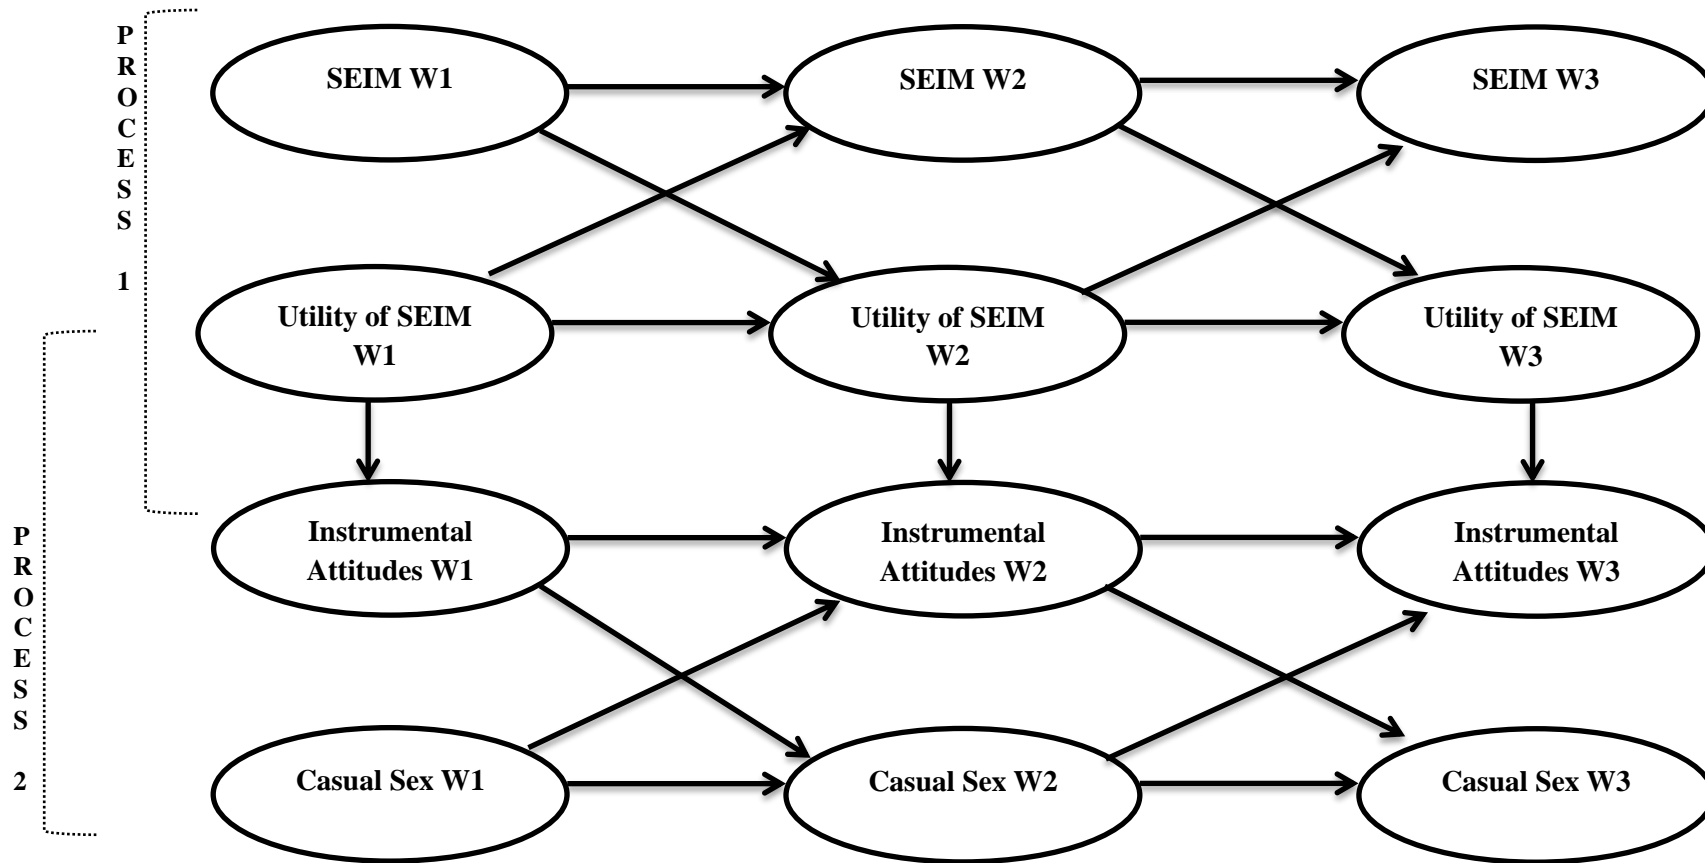 P
R
O
C
E
S
S
1
SEIM W1
SEIM W2
SEIM W3
Utility of SEIM
W1
Utility of SEIM
W2
Utility of SEIM
W3
P
R
O
C
E
S
S
2
Instrumental
Attitudes W1
Instrumental
Attitudes W2
Instrumental
Attitudes W3
Casual Sex W1
Casual Sex W2
Casual Sex W3